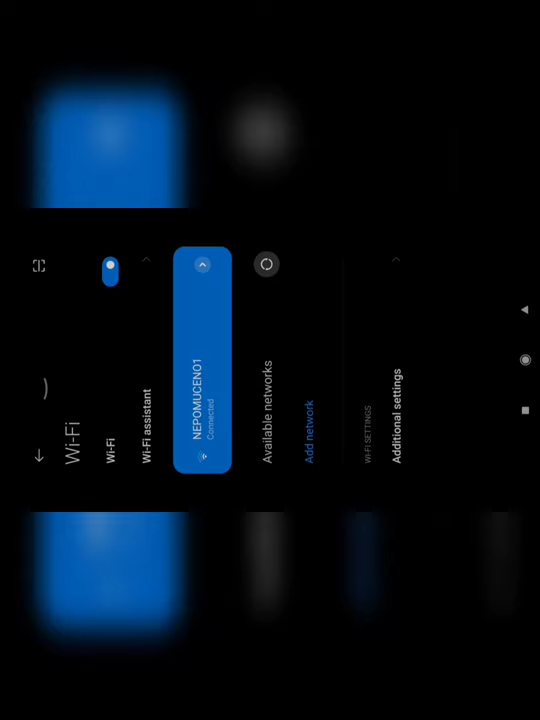 Wi-Fi
Wi-Fi
Wi-Fi assistant
NEPOMUCENO1
Connected
Available networks
Add network
WI-FI SETTINGS
Additional settings